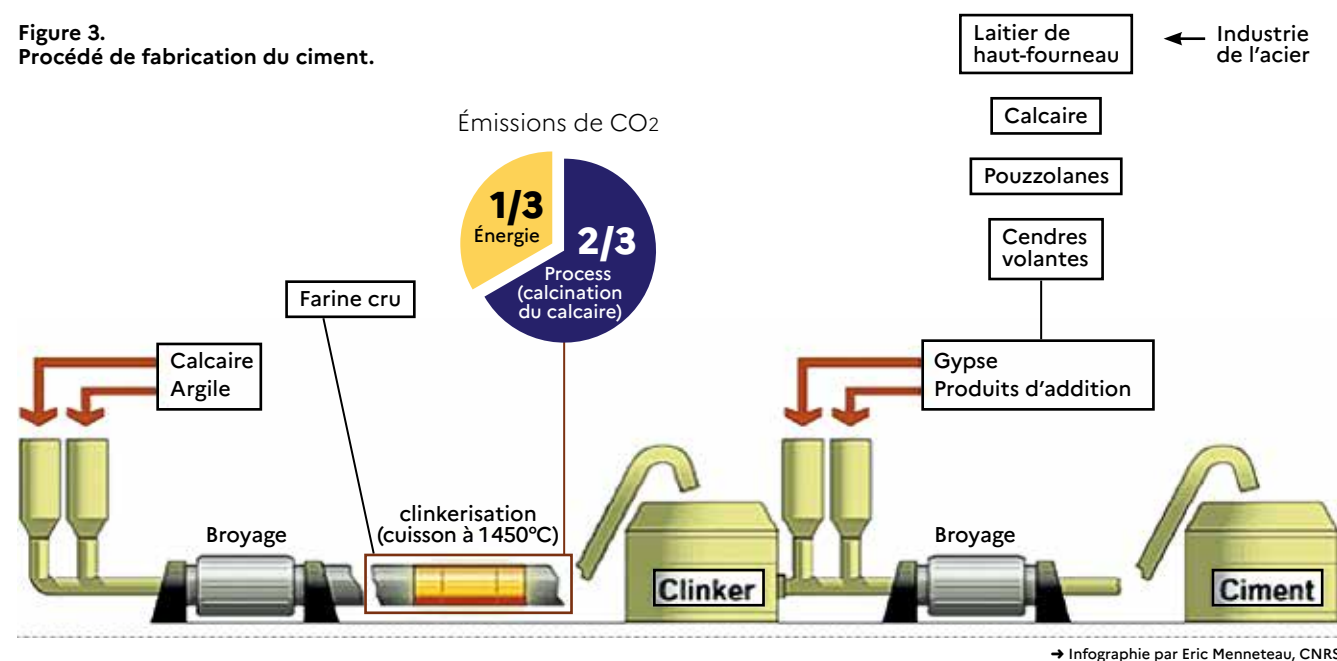 Figure 3.
Procédé de fabrication du ciment.
Laitier de
haut-fourneau
Industrie
de l’acier
Calcaire
Pouzzolanes
Cendres
volantes
Émissions de CO2
1/3
Énergie
2/3
Process
(calcination
du calcaire)
Farine cru
Calcaire
Argile
Gypse
Produits d’addition
Broyage
clinkerisation
(cuisson à 1450°C)
Clinker
Broyage
Ciment
➔ Infographie par Eric Menneteau, CNRS